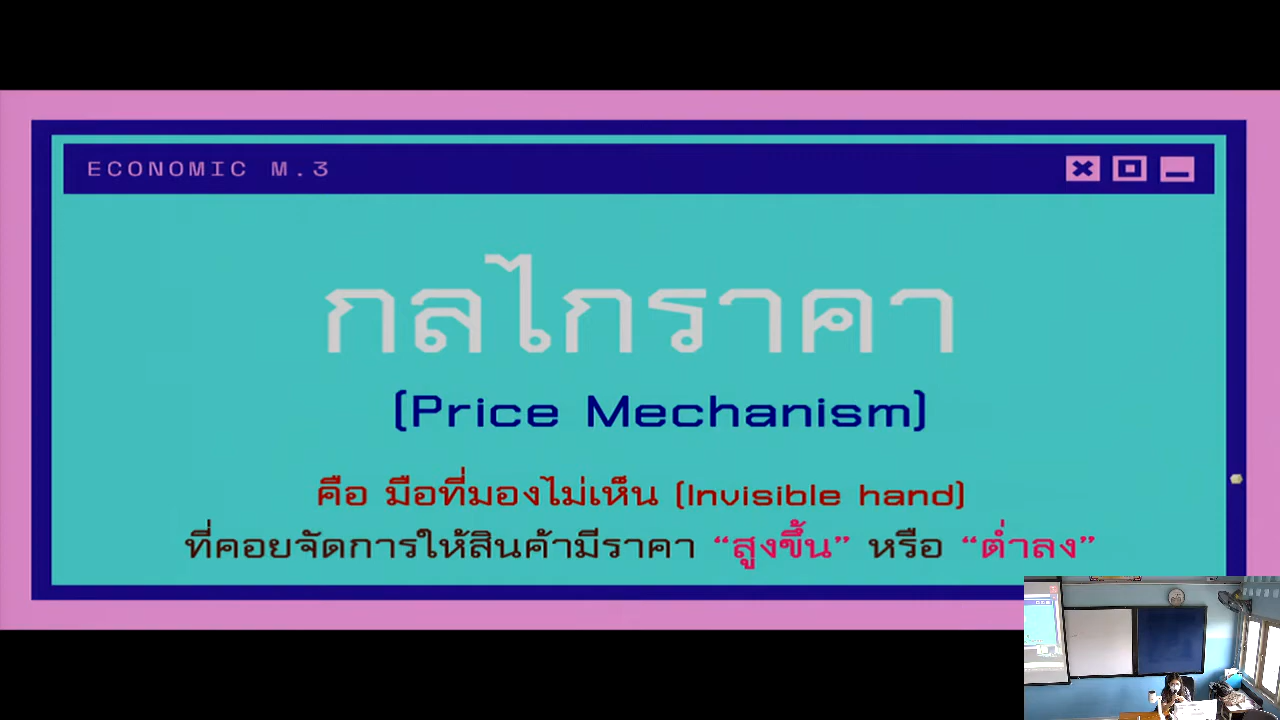 ECONOMIC M.3
กลไกราคา
(Price Mechanism)
คือ มือที่มองไม่เห็น (Invisible hand)
ที่คอยจัดการให้สินค้ามีราคา “สูงขึ้น” หรือ “ต่ำลง”